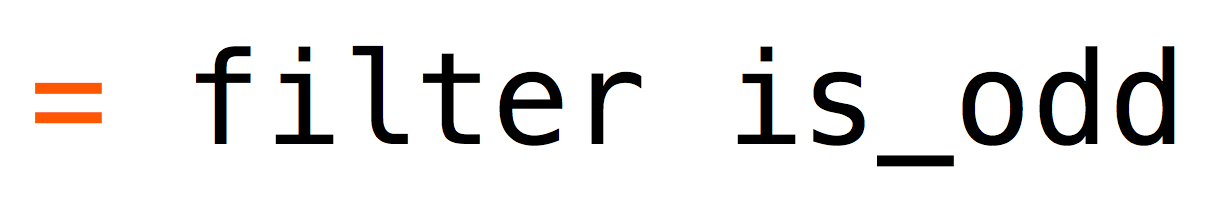 = filter is_odd